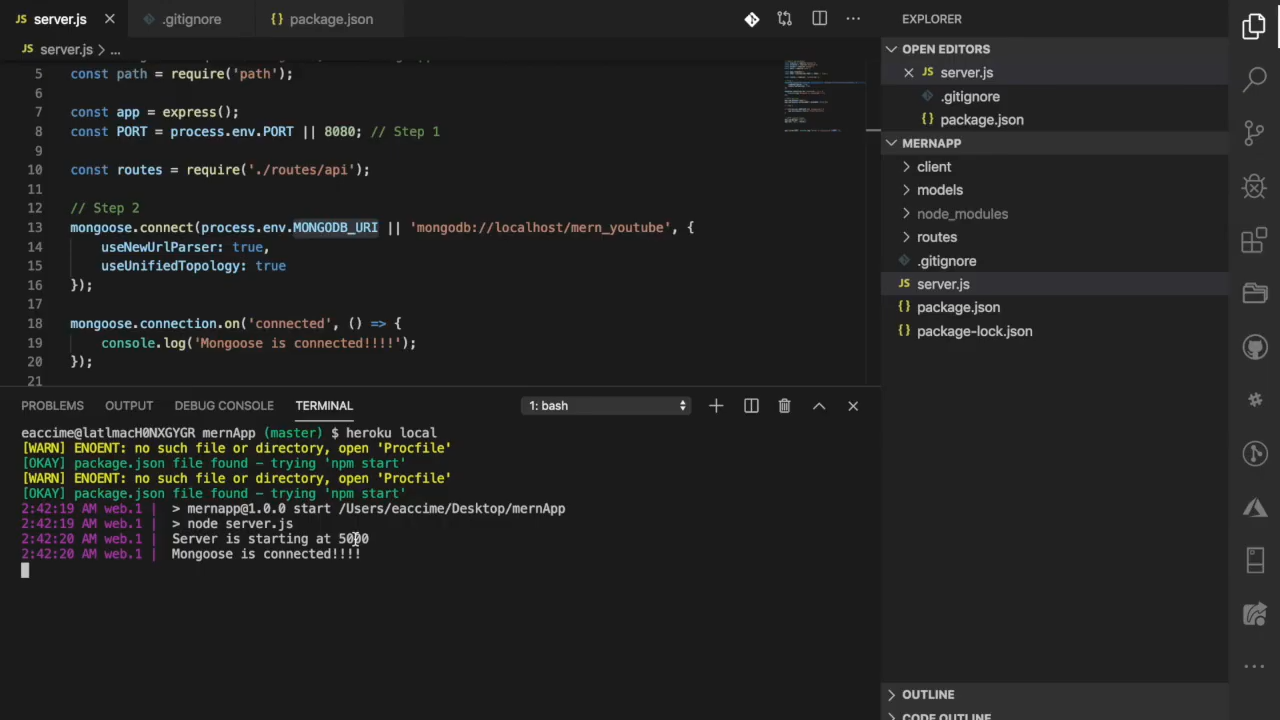 JS server.js
.gitignore
{ } package.json
EXPLORER
JS server.js > ...
OPEN EDITORS
JS server.js
.gitignore
{ } package.json
MERNAPP
client
models
node_modules
routes
.gitignore
JS server.js
{ } package.json
{ } package-lock.json
5 const path = require('path');
6
7 const app = express();
8 const PORT = process.env.PORT || 8080; // Step 1
9
10 const routes = require('./routes/api');
11
12 // Step 2
13 mongoose.connect(process.env.MONGODB_URI || 'mongodb://localhost/mern_youtube', {
14 useNewUrlParser: true,
15 useUnifiedTopology: true
16 });
17
18 mongoose.connection.on('connected', () => {
19 console.log('Mongoose is connected!!!!');
20 });
21
PROBLEMS OUTPUT DEBUG CONSOLE TERMINAL 1: bash
eaccime@latlmacH0NXGYGR mernApp (master) $ heroku local
[WARN] ENOENT: no such file or directory, open 'Procfile'
[OKAY] package.json file found - trying 'npm start'
[WARN] ENOENT: no such file or directory, open 'Procfile'
[OKAY] package.json file found - trying 'npm start'
2:42:19 AM web.1 | > mernapp@1.0.0 start /Users/eaccime/Desktop/mernApp
2:42:19 AM web.1 | > node server.js
2:42:20 AM web.1 | Server is starting at 5000
2:42:20 AM web.1 | Mongoose is connected!!!!
OUTLINE
CODE OUTLINE